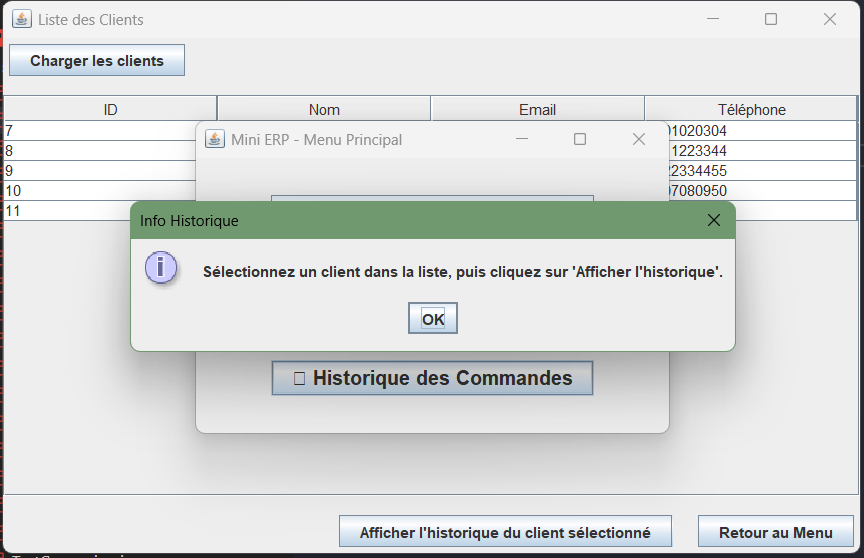 Liste des Clients
Charger les clients
ID Nom Email Téléphone
7 01020304
8 1223344
9 22334455
10 07080950
11
Mini ERP - Menu Principal
Info Historique
Sélectionnez un client dans la liste, puis cliquez sur 'Afficher l'historique'.
OK
Historique des Commandes
Afficher l'historique du client sélectionné
Retour au Menu